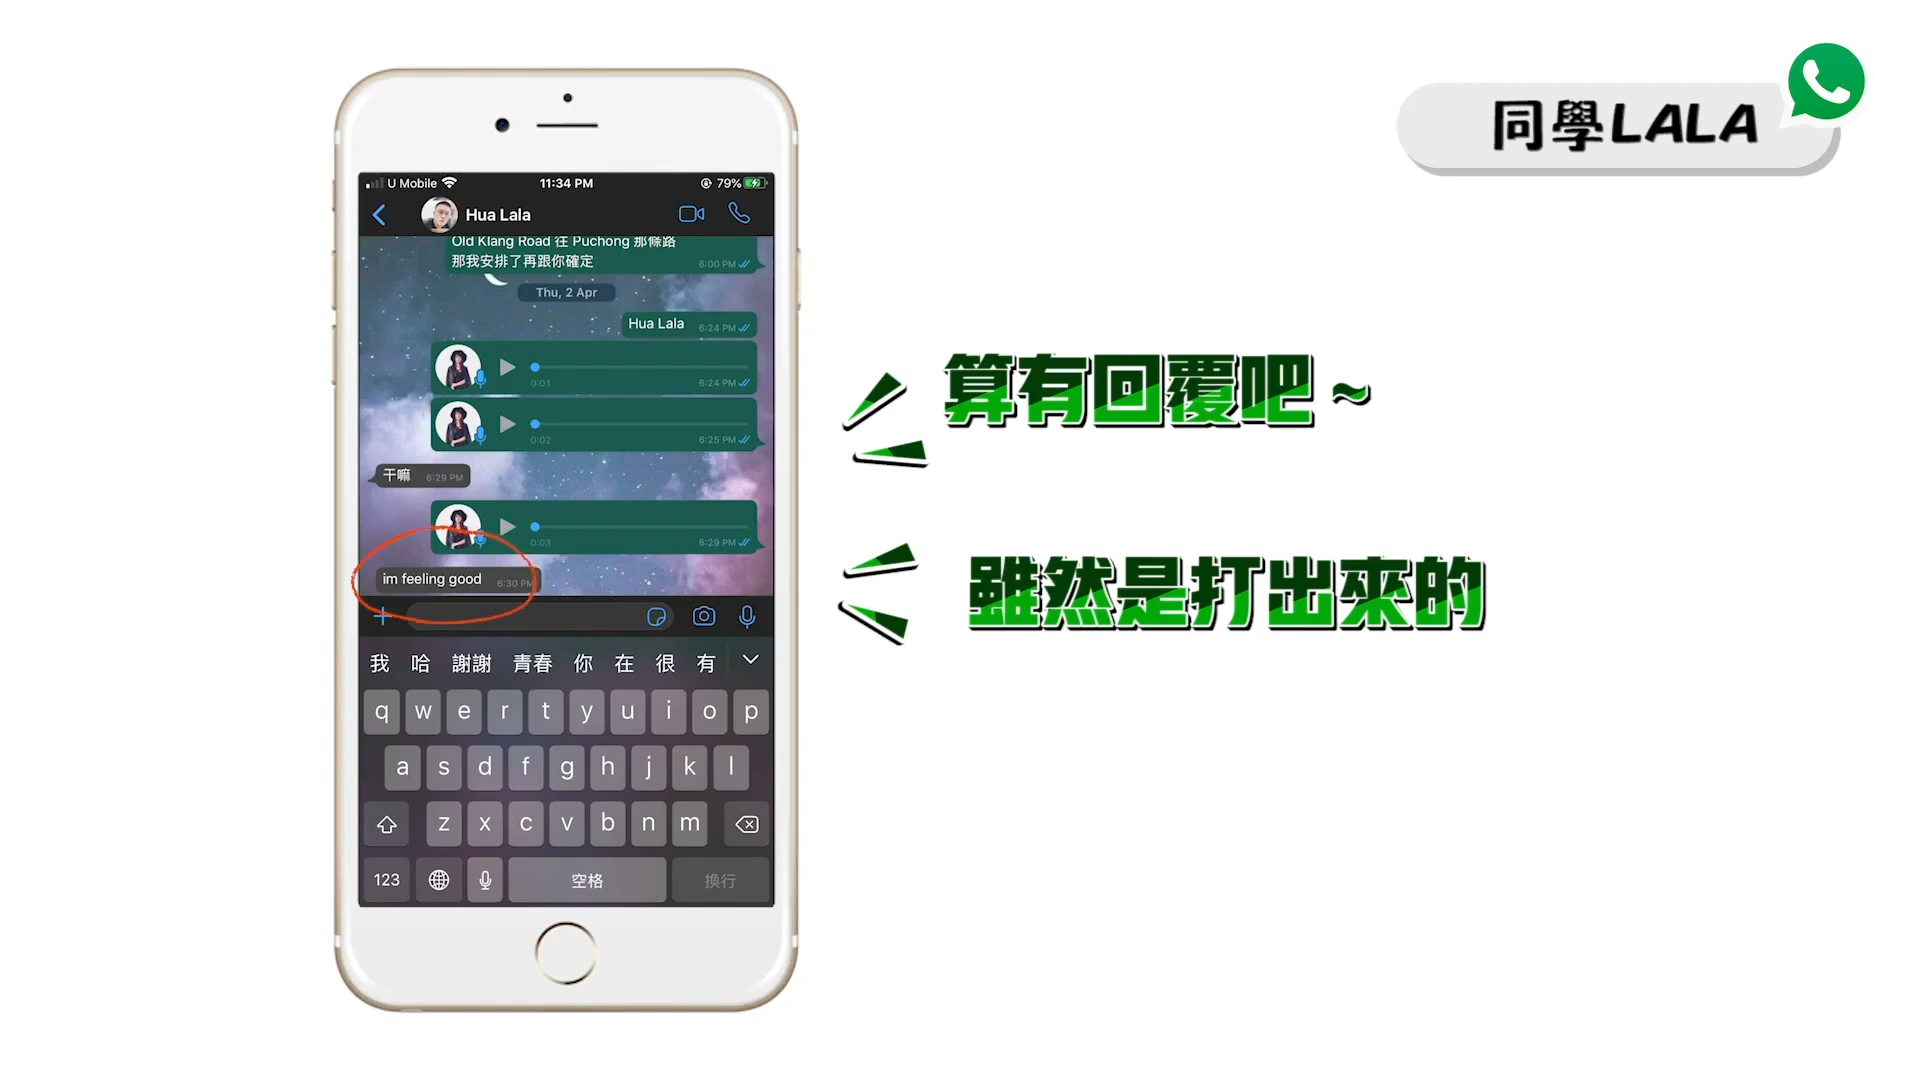 同學LALA
U Mobile 11:34 PM 79%
Hua Lala
Old Klang Road 往 Puchong 那條路
那我安排了再跟你確定
6:00 PM
Thu, 2 Apr
Hua Lala 6:24 PM
0:01 6:24 PM
0:02 6:25 PM
干嘛 6:29 PM
0:03 6:29 PM
im feeling good 6:30 PM
算有回覆吧~
雖然是打出來的
我 哈 謝謝 青春 你 在 很 有
q w e r t y u i o p
a s d f g h j k l
z x c v b n m
123 空格 換行